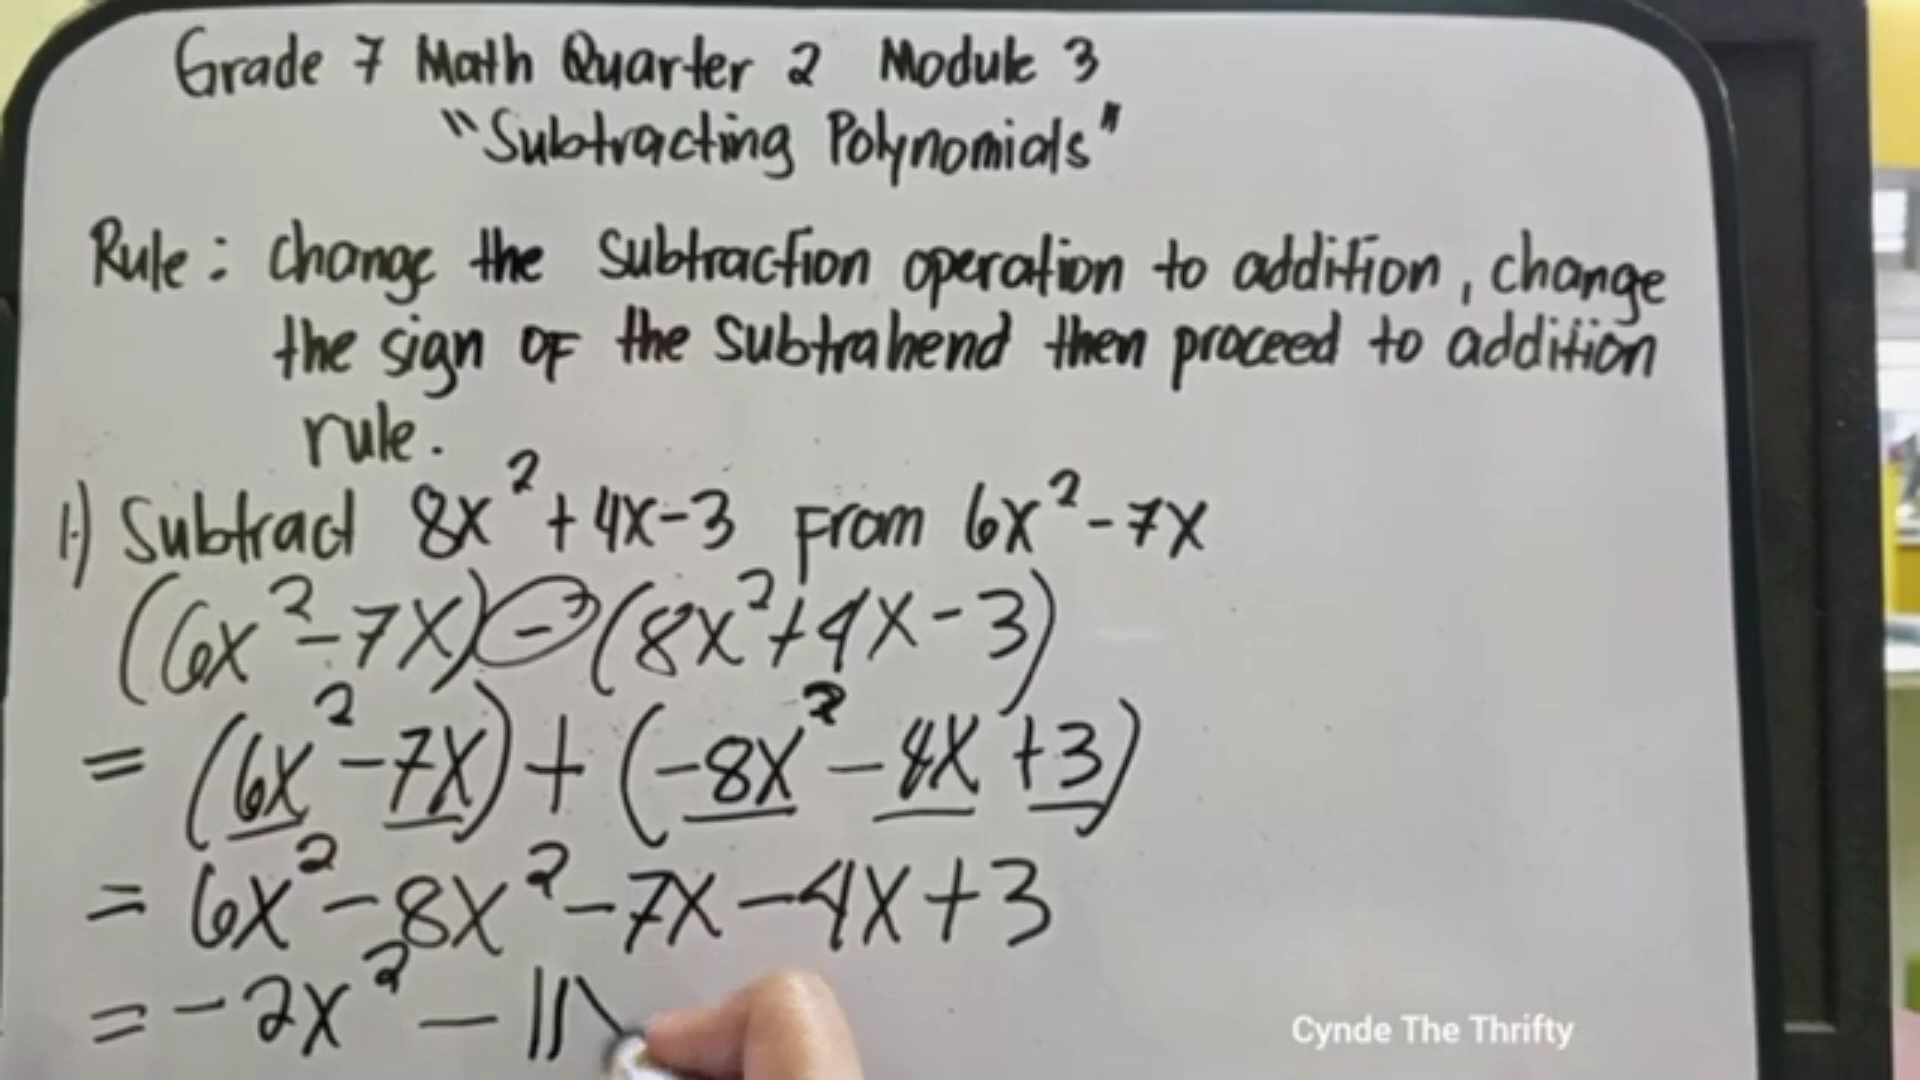 Grade 7 Math Quarter 2 Module 3
"Subtracting Polynomials"
Rule: Change the subtraction operation to addition, change
the sign of the subtrahend then proceed to addition
rule.
1.) Subtract 8x² + 4x - 3 from 6x² - 7x
(6x² - 7x) - (8x² + 4x - 3)
= (6x² - 7x) + (-8x² - 4x + 3)
= 6x² - 8x² - 7x - 4x + 3
= -2x² - 11
Cynde The Thrifty